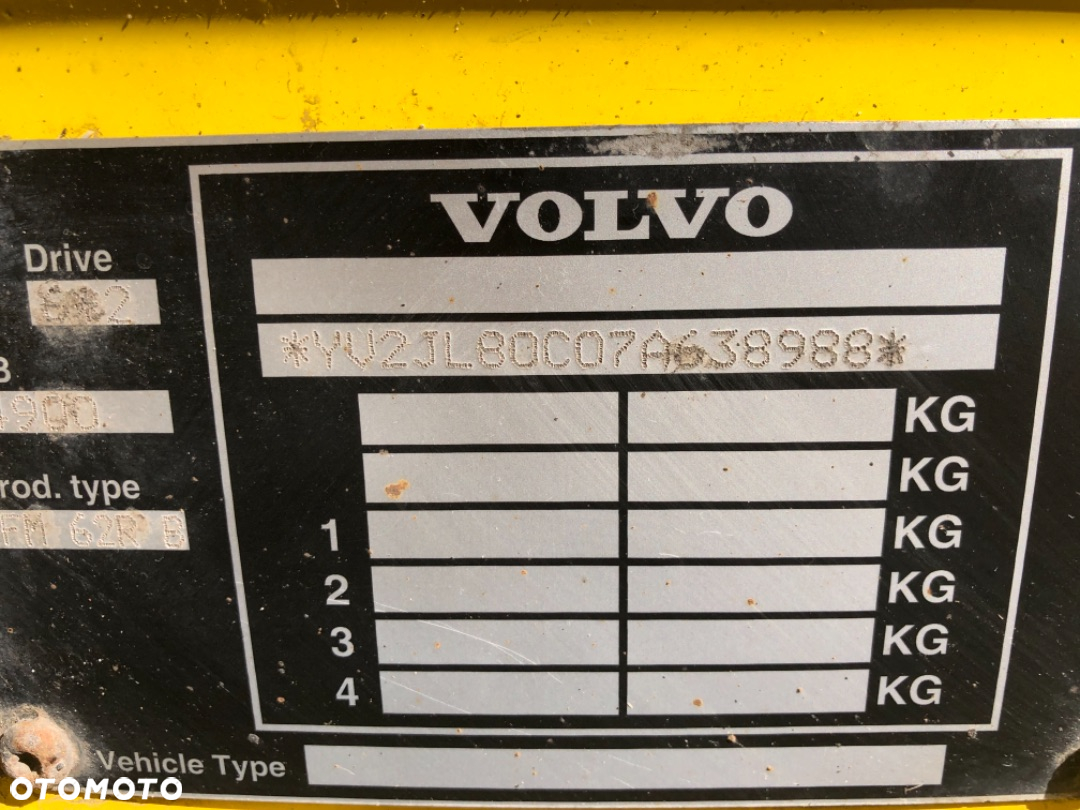 VOLVO
Drive
2
*YV2JL80C07A638988*
B
4900
rod. type
FM 62R B
KG
KG
1 KG
2 KG
3 KG
4 KG
Vehicle Type
OTOMOTO